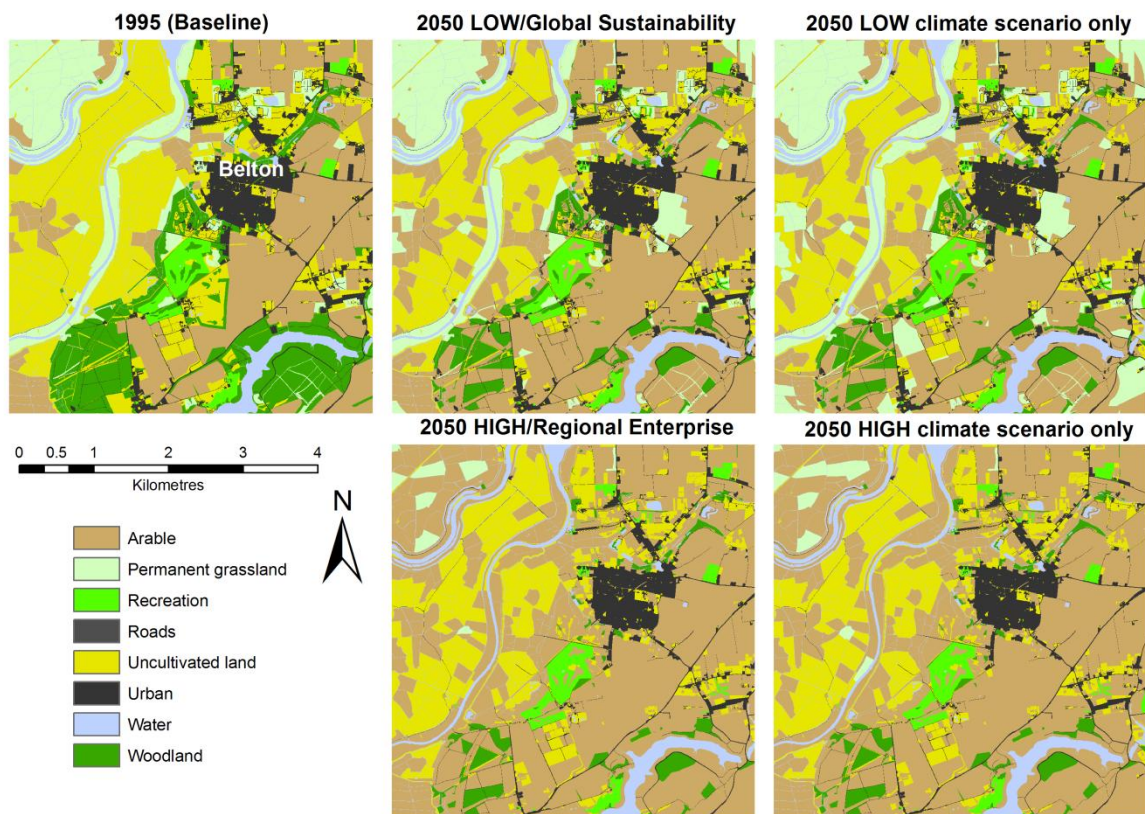 1995 (Baseline)
2050 LOW/Global Sustainability
2050 LOW climate scenario only
Belton
2050 HIGH/Regional Enterprise
2050 HIGH climate scenario only
0 0.5 1 2 3 4
Kilometres
N
Arable
Permanent grassland
Recreation
Roads
Uncultivated land
Urban
Water
Woodland